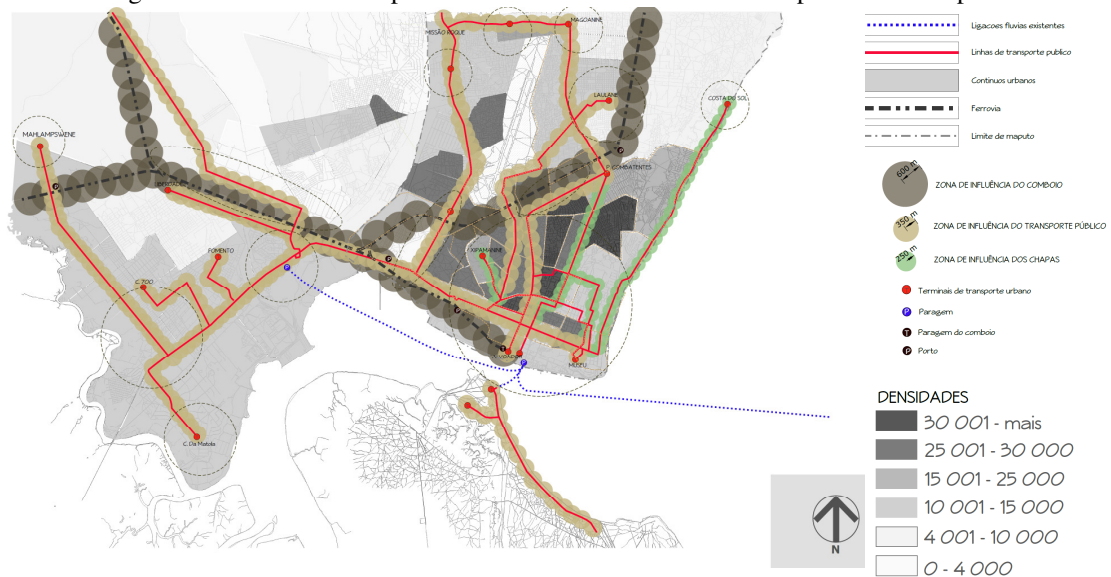 MAGOANINE
MISSÃO ROQUE
LAULANE
COSTA DO SOL
MAHLAMPSWENE
P. COMBATENTES
P
P
FOMENTO
XIPAMANINE
P
P
C. 700
P
T
P
MUSEU
C. Da Matola
Ligacoes fluvias existentes
Linhas de transporte publico
Continuos urbanos
Ferrovia
Limite de maputo
600 m
ZONA DE INFLUÊNCIA DO COMBOIO
350 m
ZONA DE INFLUÊNCIA DO TRANSPORTE PÚBLICO
250 m
ZONA DE INFLUÊNCIA DOS CHAPAS
Terminais de transporte urbano
P Paragem
T Paragem do comboio
P Porto
DENSIDADES
30 001 - mais
25 001 - 30 000
15 001 - 25 000
10 001 - 15 000
4 001 - 10 000
0 - 4 000
N